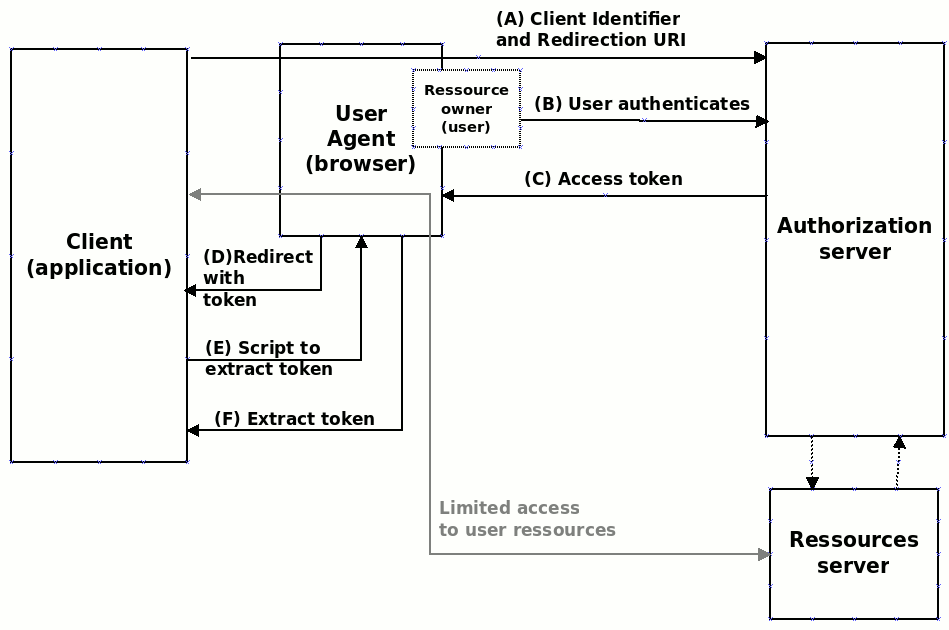 (A) Client Identifier
and Redirection URI
Ressource
owner
(user)
(B) User authenticates
User
Agent
(browser)
(C) Access token
Authorization
server
Client
(application)
(D)Redirect
with
token
(E) Script to
extract token
(F) Extract token
Limited access
to user ressources
Ressources
server